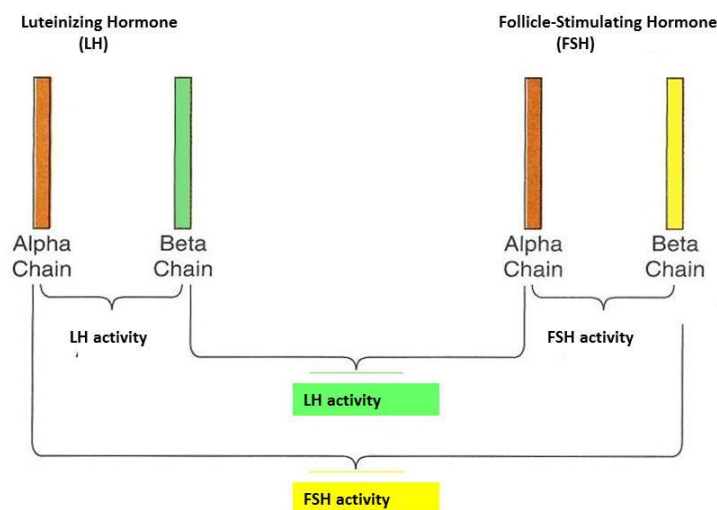 Luteinizing Hormone
(LH)
Follicle-Stimulating Hormone
(FSH)
Alpha
Chain
Beta
Chain
Alpha
Chain
Beta
Chain
LH activity
FSH activity
LH activity
FSH activity